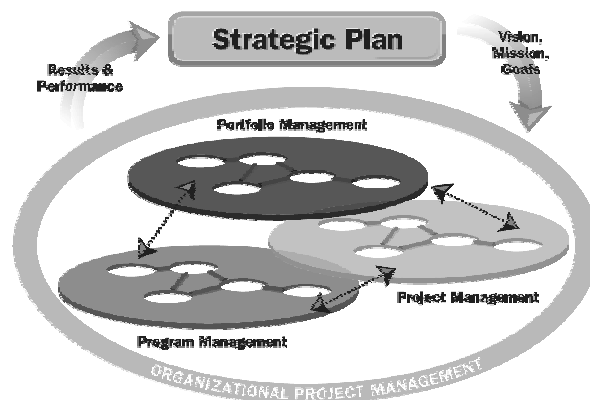 Strategic Plan
Results &
Performance
Vision,
Mission,
Goals
Portfolio Management
Project Management
Program Management
ORGANIZATIONAL PROJECT MANAGEMENT